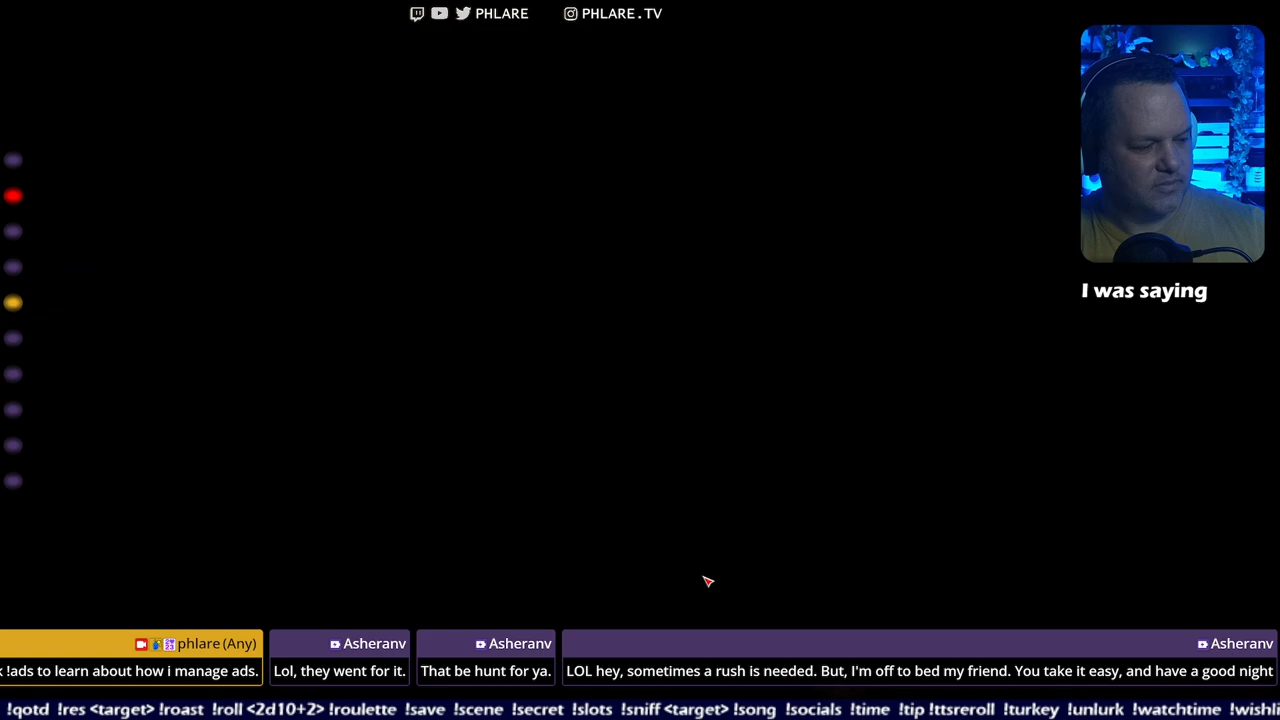 PHLARE PHLARE.TV
I was saying
phlare (Any) Asheranv Asheranv Asheranv
!ads to learn about how i manage ads. Lol, they went for it. That be hunt for ya. LOL hey, sometimes a rush is needed. But, I'm off to bed my friend. You take it easy, and have a good night
!qotd !res <target> !roast !roll <2d10+2> !roulette !save !scene !secret !slots !sniff <target> !song !socials !time !tip !ttsreroll !turkey !unlurk !watchtime !wishli